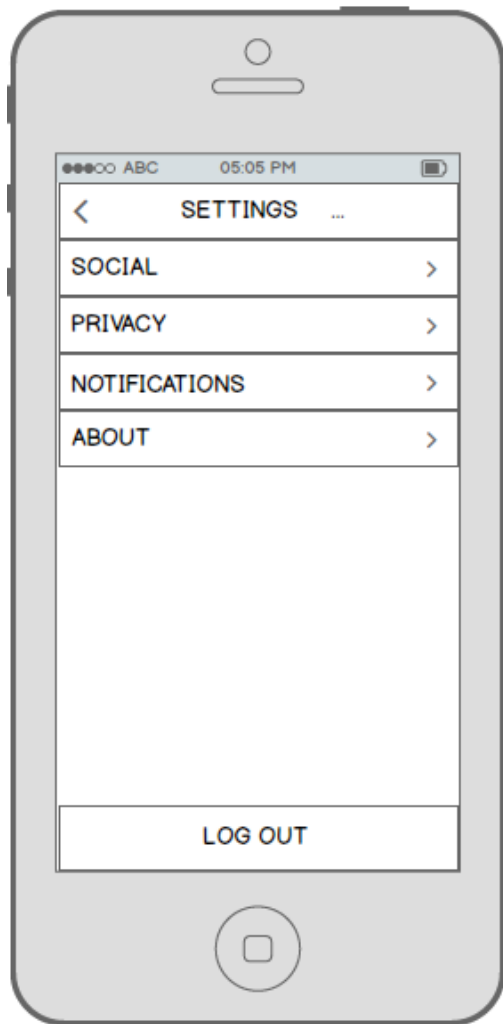 ABC 05:05 PM
SETTINGS ...
SOCIAL
PRIVACY
NOTIFICATIONS
ABOUT
LOG OUT